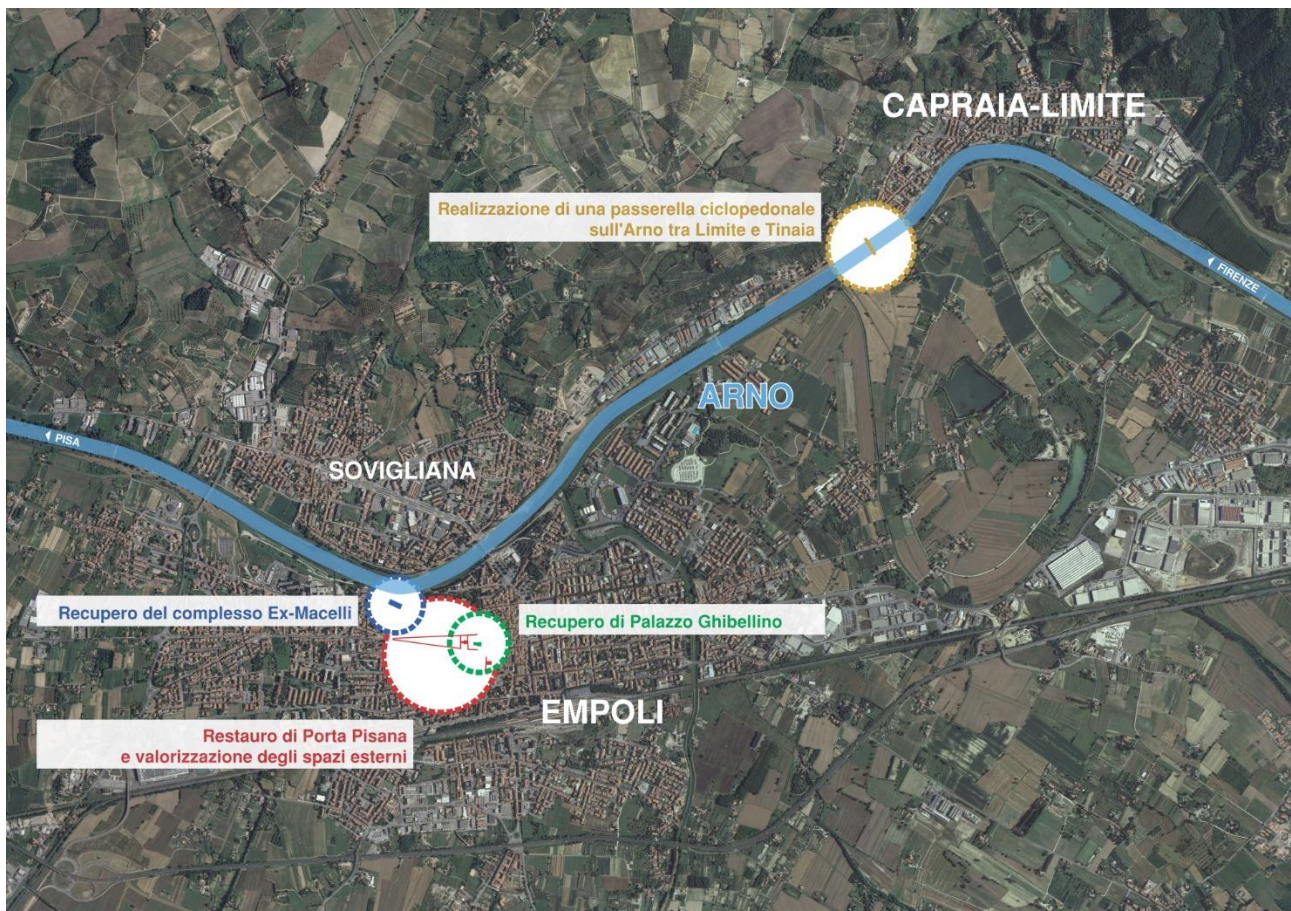 CAPRAIA-LIMITE
Realizzazione di una passerella ciclopedonale
sull'Arno tra Limite e Tinaia
FIRENZE
ARNO
PISA
SOVIGLIANA
Recupero del complesso Ex-Macelli
Recupero di Palazzo Ghibellino
EMPOLI
Restauro di Porta Pisana
e valorizzazione degli spazi esterni